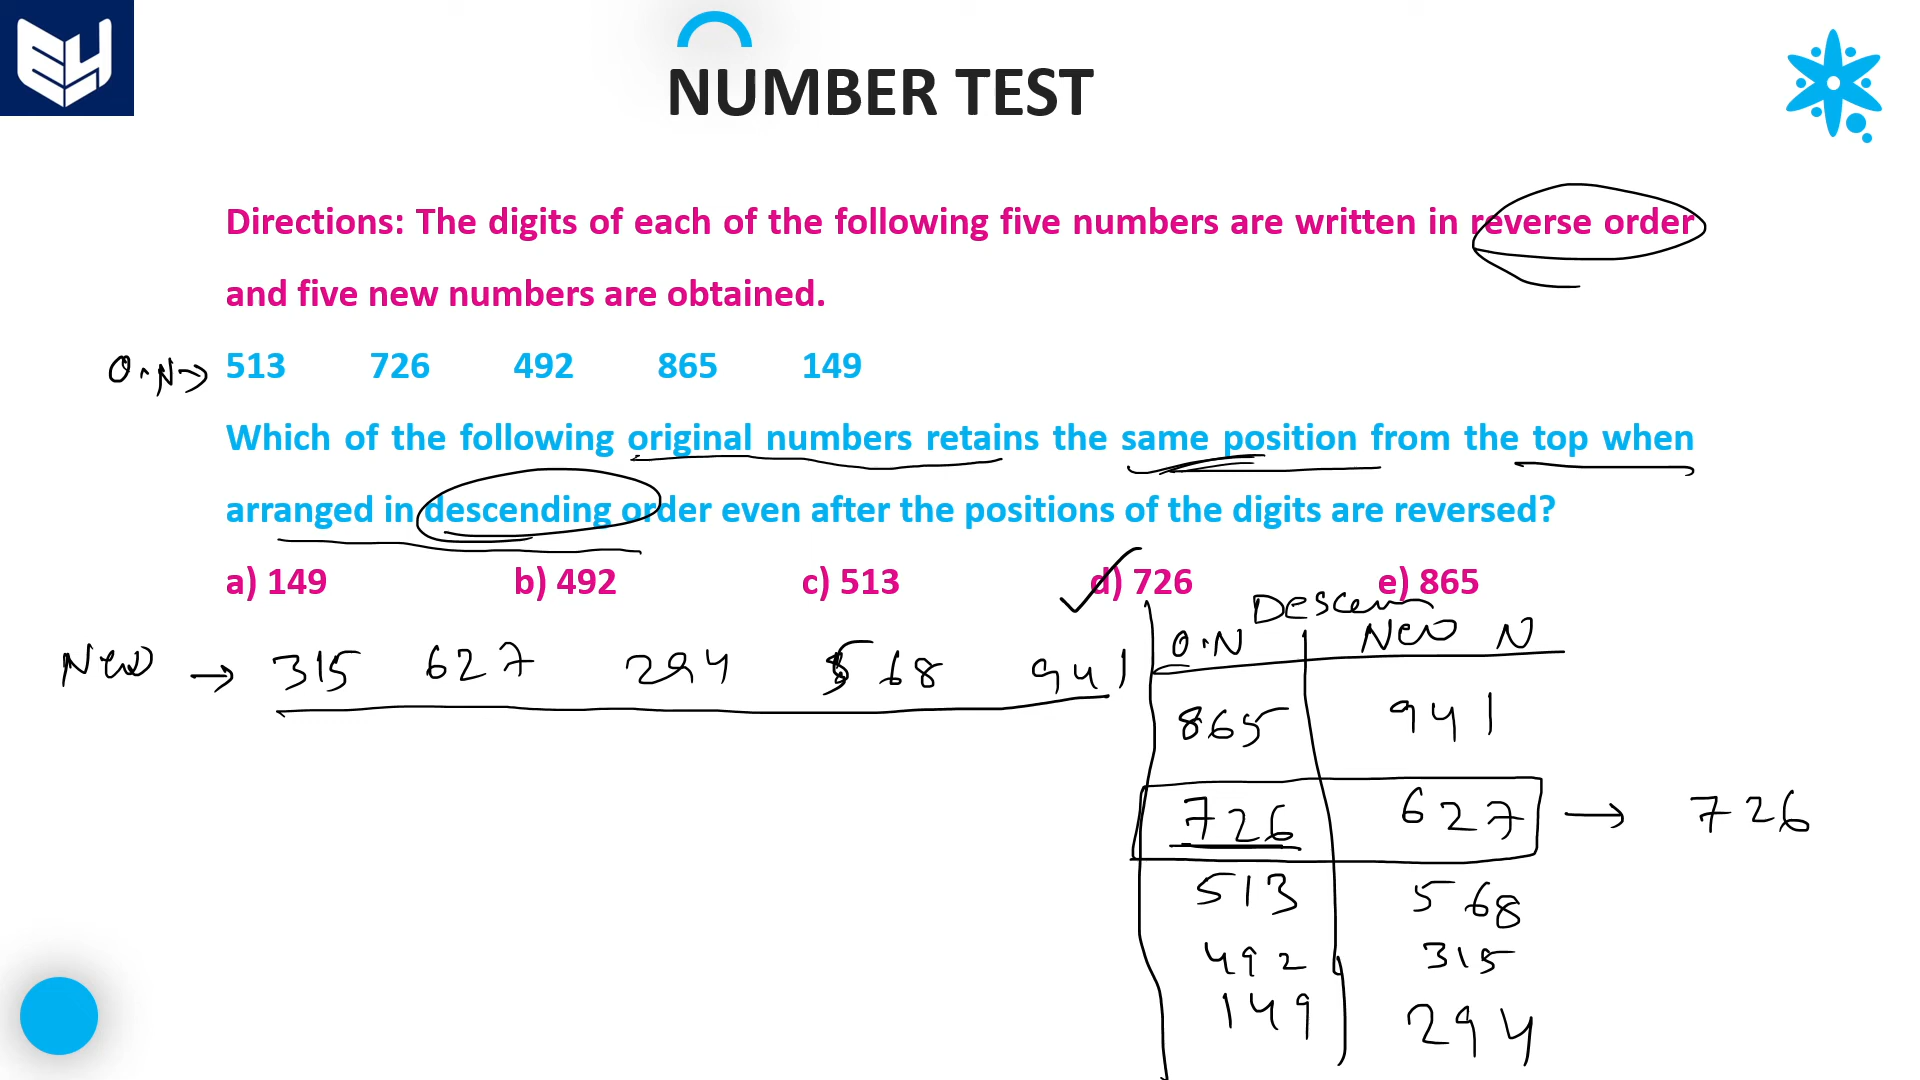 EY
NUMBER TEST
Directions: The digits of each of the following five numbers are written in reverse order
and five new numbers are obtained.
O.N → 513 726 492 865 149
Which of the following original numbers retains the same position from the top when
arranged in descending order even after the positions of the digits are reversed?
a) 149 b) 492 c) 513 d) 726 e) 865
Descen
New → 315 627 294 568 941
O.N New N
865 941
726 627 → 726
513 568
492 315
149 294